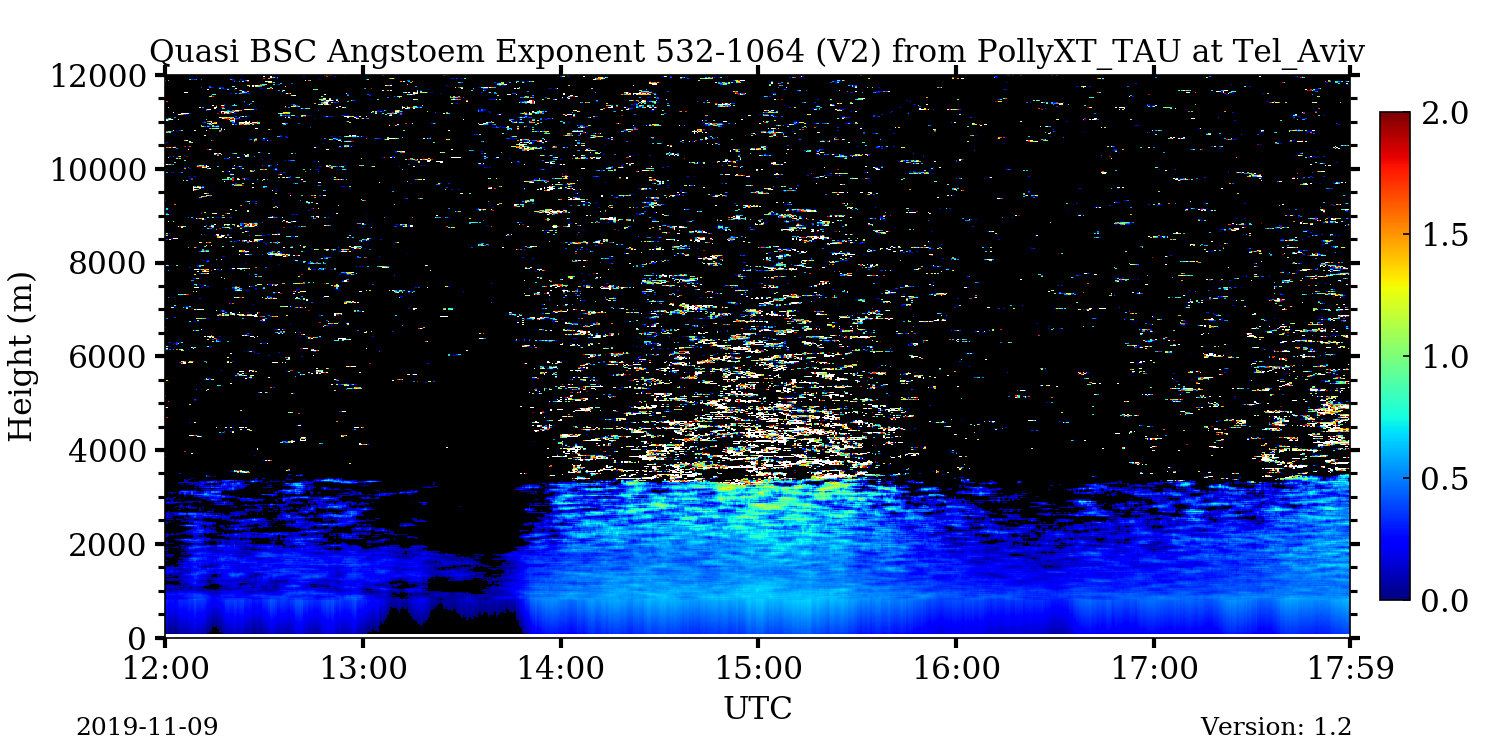 Quasi BSC Angstoem Exponent 532-1064 (V2) from PollyXT_TAU at Tel_Aviv
12000
10000
8000
6000
4000
2000
0
Height (m)
12:00 13:00 14:00 15:00 16:00 17:00 17:59
UTC
2.0
1.5
1.0
0.5
0.0
2019-11-09
Version: 1.2